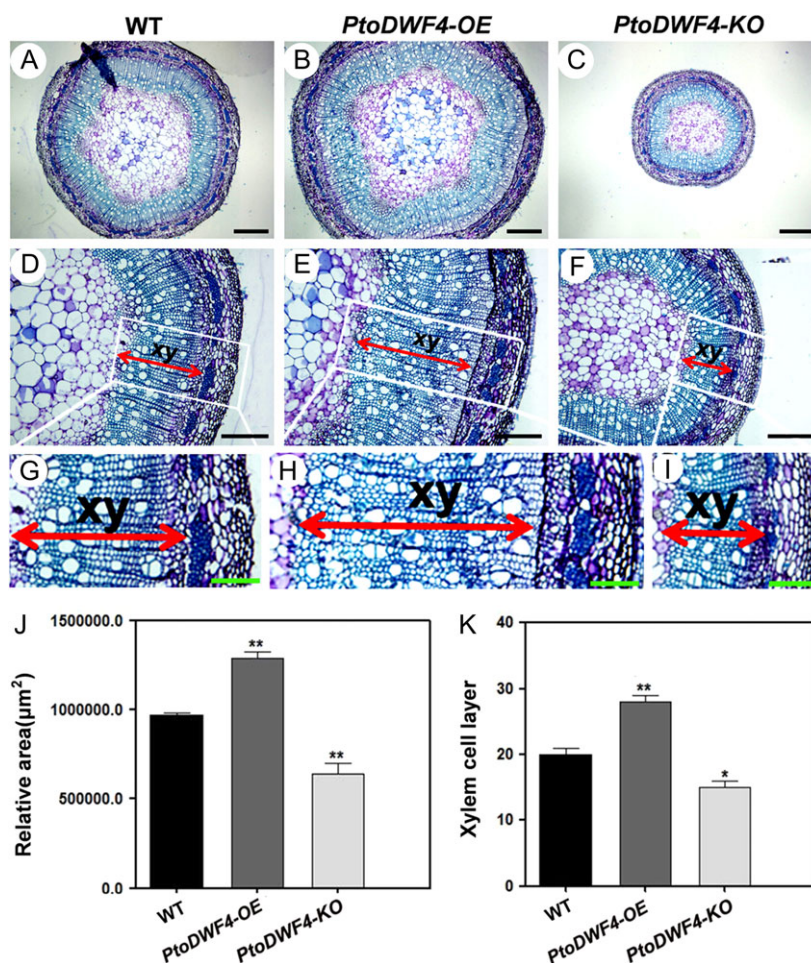 WT PtoDWF4-OE PtoDWF4-KO
A B C
D E F
xy xy xy
G H I
xy xy xy
J K
1500000.0
1000000.0
500000.0
0.0
Relative area(μm²)
** **
WT PtoDWF4-OE PtoDWF4-KO
40
30
20
10
0
Xylem cell layer
** *
WT PtoDWF4-OE PtoDWF4-KO